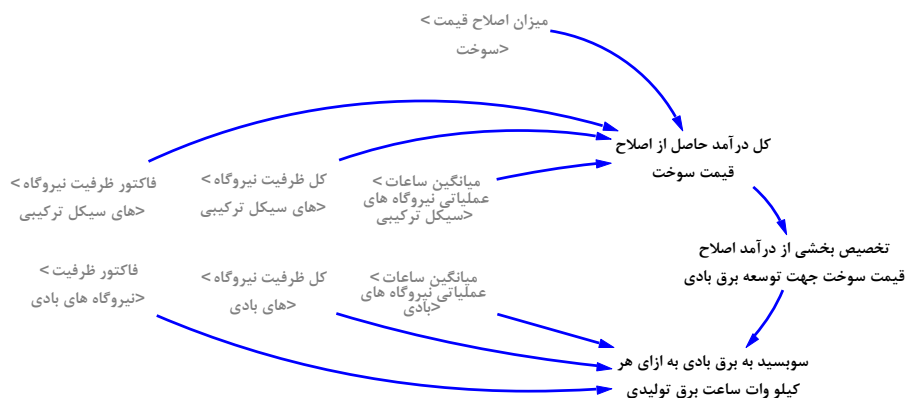 < میزان اصلاح قیمت
سوخت>
کل درآمد حاصل از اصلاح
قیمت سوخت
< فاکتور ظرفیت نیروگاه
های سیکل ترکیبی>
< کل ظرفیت نیروگاه
های سیکل ترکیبی>
< میانگین ساعات
عملیاتی نیروگاه های
سیکل ترکیبی>
تخصیص بخشی از درآمد اصلاح
قیمت سوخت جهت توسعه برق بادی
< فاکتور ظرفیت
نیروگاه های بادی>
< کل ظرفیت نیروگاه
های بادی>
< میانگین ساعات
عملیاتی نیروگاه های
بادی>
سوبسید به برق بادی به ازای هر
کیلو وات ساعت برق تولیدی